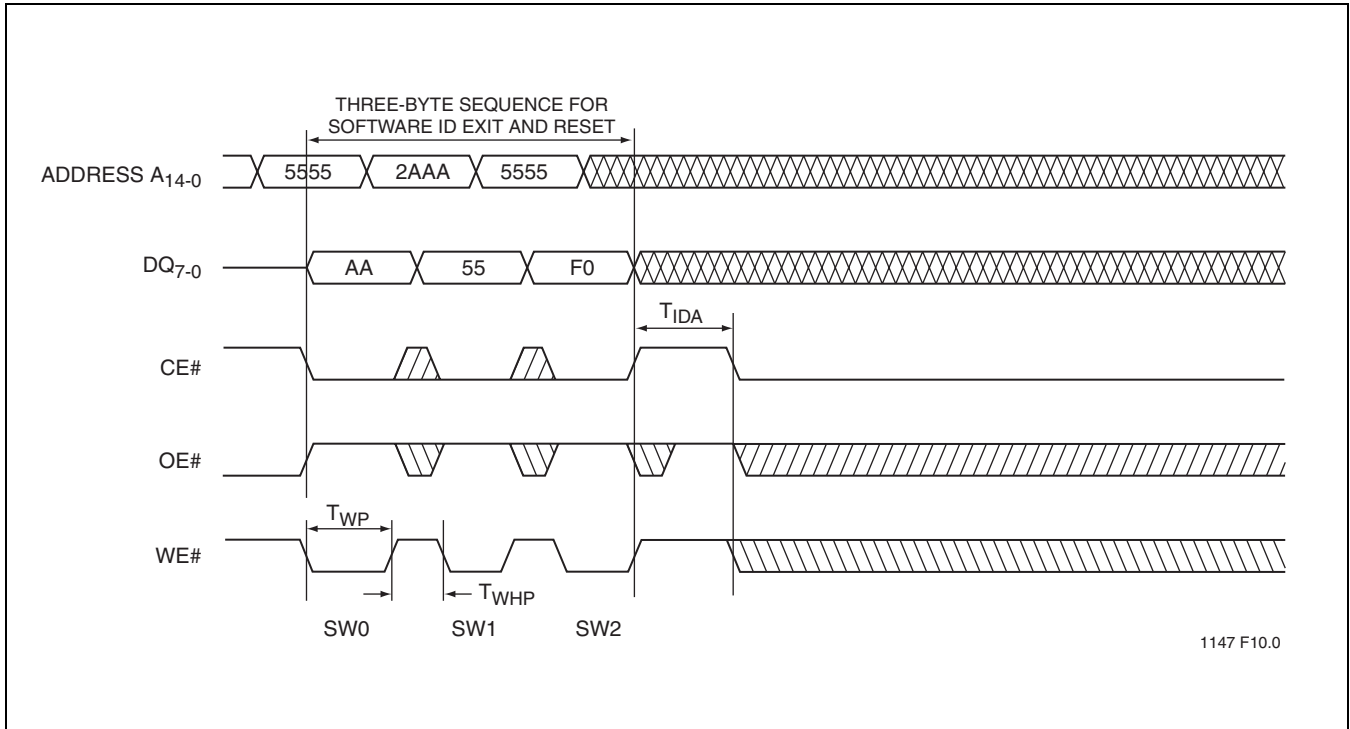 THREE-BYTE SEQUENCE FOR
SOFTWARE ID EXIT AND RESET
ADDRESS A14-0
5555
2AAA
5555
DQ7-0
AA
55
F0
TIDA
CE#
OE#
TWP
WE#
TWHP
SW0
SW1
SW2
1147 F10.0